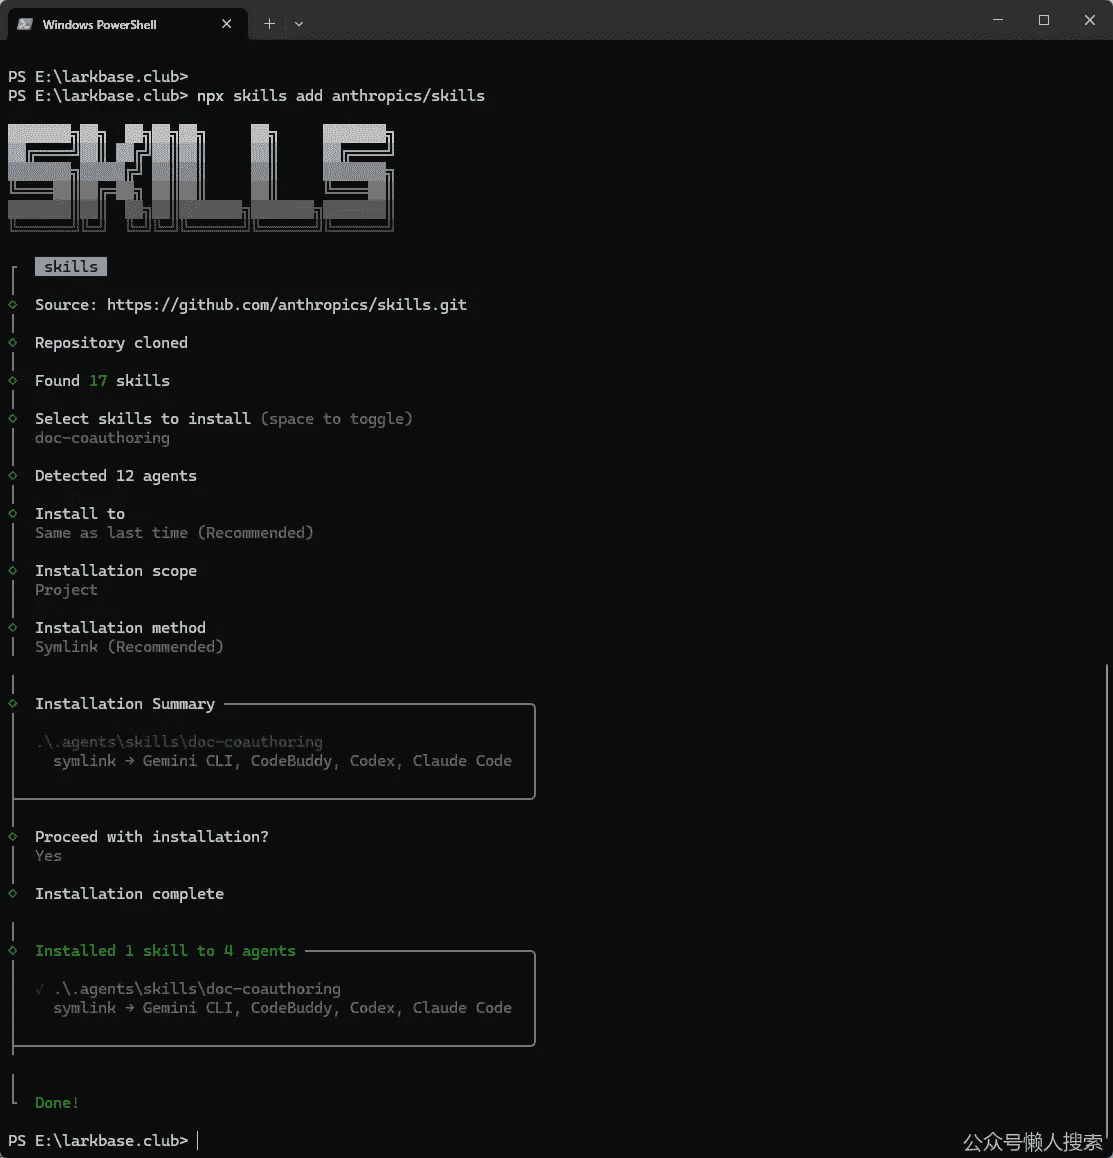 Windows PowerShell
PS E:\larkbase.club>
PS E:\larkbase.club> npx skills add anthropics/skills
SKILLS
skills
Source: https://github.com/anthropics/skills.git
Repository cloned
Found 17 skills
Select skills to install (space to toggle)
doc-coauthoring
Detected 12 agents
Install to
Same as last time (Recommended)
Installation scope
Project
Installation method
Symlink (Recommended)
Installation Summary
.\.agents\skills\doc-coauthoring
symlink → Gemini CLI, CodeBuddy, Codex, Claude Code
Proceed with installation?
Yes
Installation complete
Installed 1 skill to 4 agents
√ .\.agents\skills\doc-coauthoring
symlink → Gemini CLI, CodeBuddy, Codex, Claude Code
Done!
PS E:\larkbase.club>
公众号懒人搜索